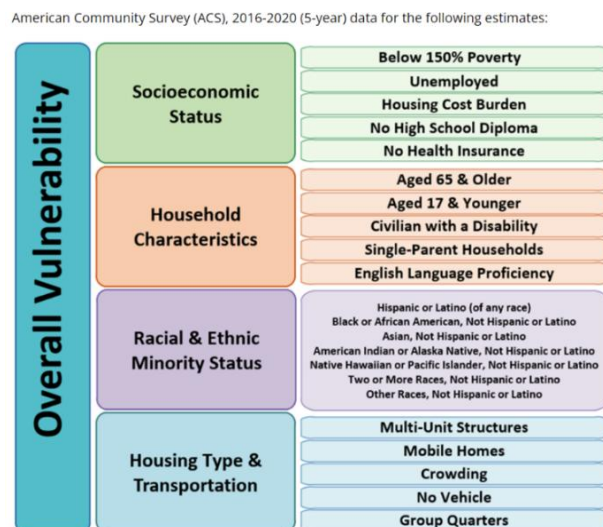 American Community Survey (ACS), 2016-2020 (5-year) data for the following estimates:
Overall Vulnerability
Socioeconomic
Status
Below 150% Poverty
Unemployed
Housing Cost Burden
No High School Diploma
No Health Insurance
Household
Characteristics
Aged 65 & Older
Aged 17 & Younger
Civilian with a Disability
Single-Parent Households
English Language Proficiency
Racial & Ethnic
Minority Status
Hispanic or Latino (of any race)
Black or African American, Not Hispanic or Latino
Asian, Not Hispanic or Latino
American Indian or Alaska Native, Not Hispanic or Latino
Native Hawaiian or Pacific Islander, Not Hispanic or Latino
Two or More Races, Not Hispanic or Latino
Other Races, Not Hispanic or Latino
Housing Type &
Transportation
Multi-Unit Structures
Mobile Homes
Crowding
No Vehicle
Group Quarters